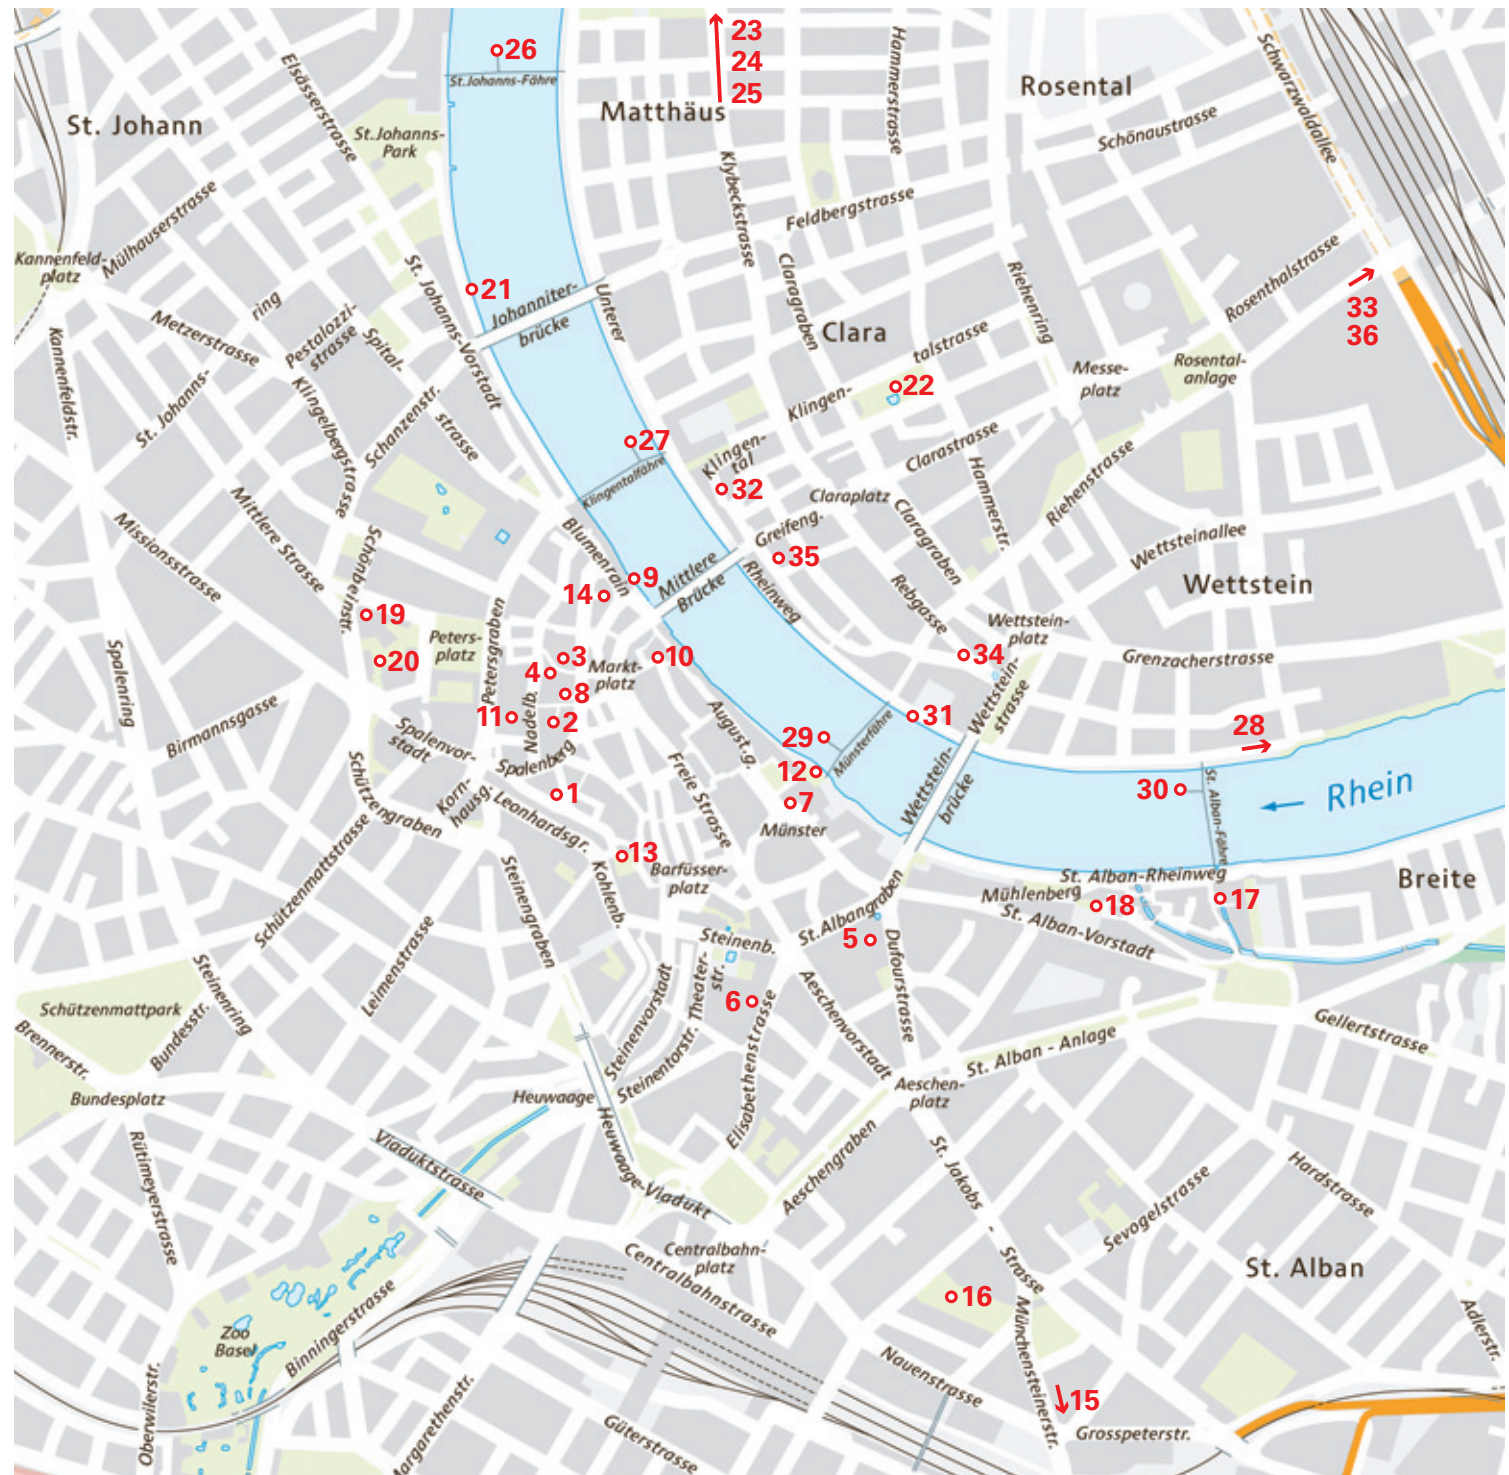 26
St.Johanns-Fähre
23
24
25
Matthäus
Hammerstrasse
Rosental
Schwarzwaldallee
Schönaustrasse
St. Johann
Elsässerstrasse
St.Johanns-
Park
Klybeckstrasse
Feldbergstrasse
Mülhauserstrasse
Kannenfeld-
platz
St. Johanns-Vorstadt
21
Johanniter-
brücke
Unterer
Claragraben
Clara
Riehenring
Rosenthalstrasse
33
36
ring
Metzerstrasse
Pestalozzi-
strasse
Spital-
strasse
Kannenfeldstr.
St. Johanns-
Klingelbergstrasse
Schanzenstr.
talstrasse
Klingen-
22
Messe-
platz
Rosental-
anlage
27
Klingentalfähre
Klingen-
tal
32
Clarastrasse
Claraplatz
Hammerstr.
Riehenstrasse
Claragraben
Greifeng.
35
Wettsteinallee
Wettstein
Missionsstrasse
Mittlere Strasse
Schönbeinstr.
Blumenrain
9
14
Mittlere
Brücke
Rheinweg
Rebgasse
Wettstein-
platz
34
Grenzacherstrasse
19
20
Peters-
platz
Petersgraben
3
4
8
Markt-
platz
10
11
2
Nadelb.
Spalenring
Birmannsgasse
Spalenvor-
stadt
Spalenberg
August.g.
29
Münsterfähre
31
Wettstein-
strasse
28
12
7
Münster
Wettstein-
brücke
30
St. Alban-Fähre
Rhein
Schützengraben
Korn-
hausg.
Leonhardsgr.
1
Freie Strasse
13
Barfüsser-
platz
Kohlenb.
Schützenmattstrasse
Steinengraben
St. Alban-Rheinweg
Mühlenberg
18
17
Breite
St. Alban-Vorstadt
St.Albangraben
5
Dufourstrasse
Steinenb.
Theater-
str.
6
Steinenring
Leimenstrasse
Schützenmattpark
Bundesstr.
Brennerstr.
Bundesplatz
Steinenvorstadt
Steinentorstr.
Elisabethenstrasse
Aeschenvorstadt
St. Alban - Anlage
Gellertstrasse
Aeschen-
platz
Heuwaage
Heuwaage-Viadukt
Viaduktstrasse
Rütimeyerstrasse
Aeschengraben
St. Jakobs
-
Strasse
Sevogelstrasse
Hardstrasse
Centralbahn-
platz
Centralbahnstrasse
St. Alban
16
Zoo
Basel
Binningerstrasse
Oberwilerstr.
Margarethenstr.
Güterstrasse
Nauenstrasse
Münchensteinerstr.
15
Grosspeterstr.
Adlerstr.